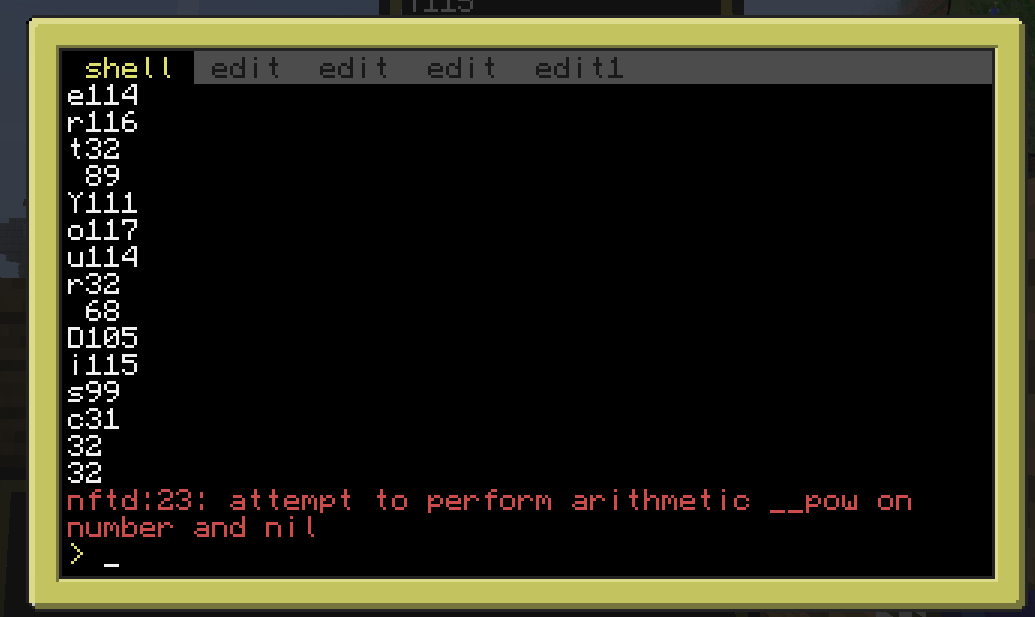 f115
shell edit edit edit edit1
e114
r116
t32
 89
Y111
o117
u114
r32
 68
D105
i115
s99
c31
32
32
nftd:23: attempt to perform arithmetic __pow on
number and nil
> _